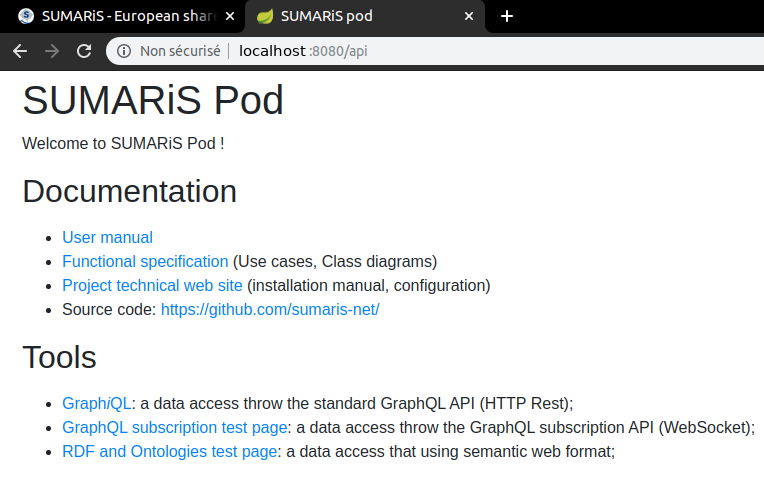 SUMARiS - European share
SUMARiS pod
Non sécurisé localhost:8080/api
SUMARiS Pod
Welcome to SUMARiS Pod !
Documentation
• User manual
• Functional specification (Use cases, Class diagrams)
• Project technical web site (installation manual, configuration)
• Source code: https://github.com/sumaris-net/
Tools
• GraphiQL: a data access throw the standard GraphQL API (HTTP Rest);
• GraphQL subscription test page: a data access throw the GraphQL subscription API (WebSocket);
• RDF and Ontologies test page: a data access that using semantic web format;